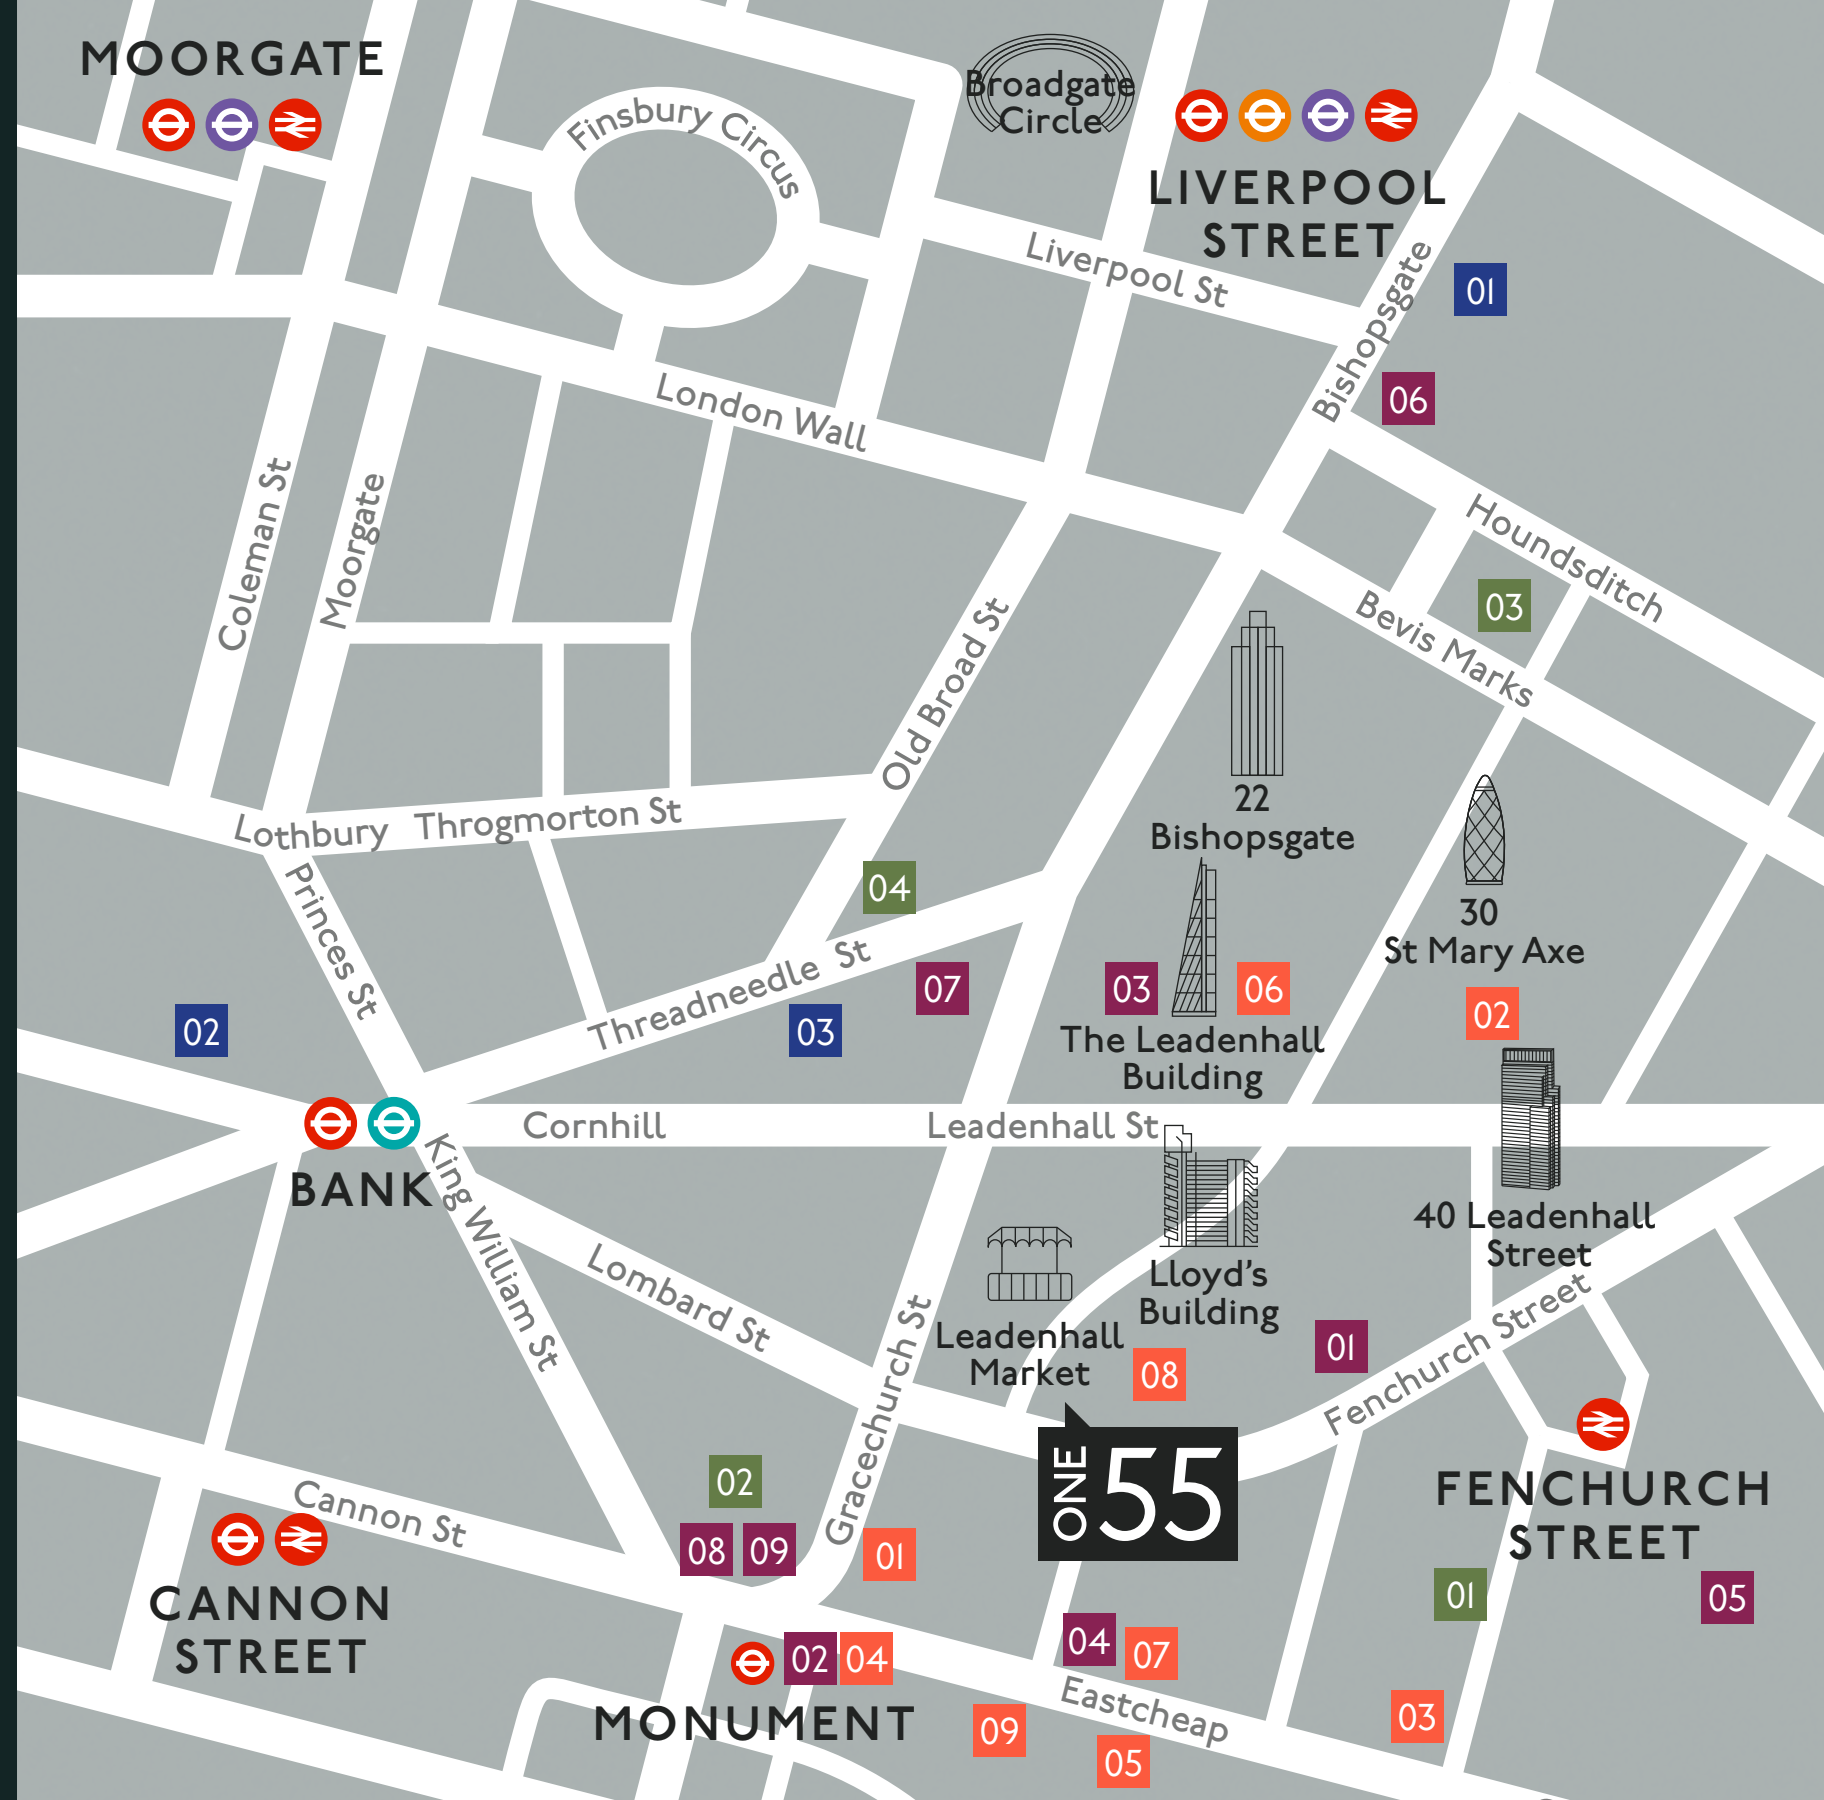 MOORGATE
Broadgate
Circle
Finsbury Circus
LIVERPOOL
STREET
Liverpool St
Bishopsgate
01
06
London Wall
Coleman St
Moorgate
Houndsditch
03
Bevis Marks
Old Broad St
22
Bishopsgate
Lothbury
Throgmorton St
04
Princes St
30
St Mary Axe
Threadneedle St
07
03
06
02
02
03
The Leadenhall
Building
Cornhill
Leadenhall St
BANK
King William St
40 Leadenhall
Street
Lombard St
Lloyd's
Building
Leadenhall
Market
Gracechurch St
01
08
Fenchurch Street
ONE
55
FENCHURCH
STREET
02
Cannon St
08
09
01
CANNON
STREET
01
05
04
07
02
04
MONUMENT
Eastcheap
09
03
05